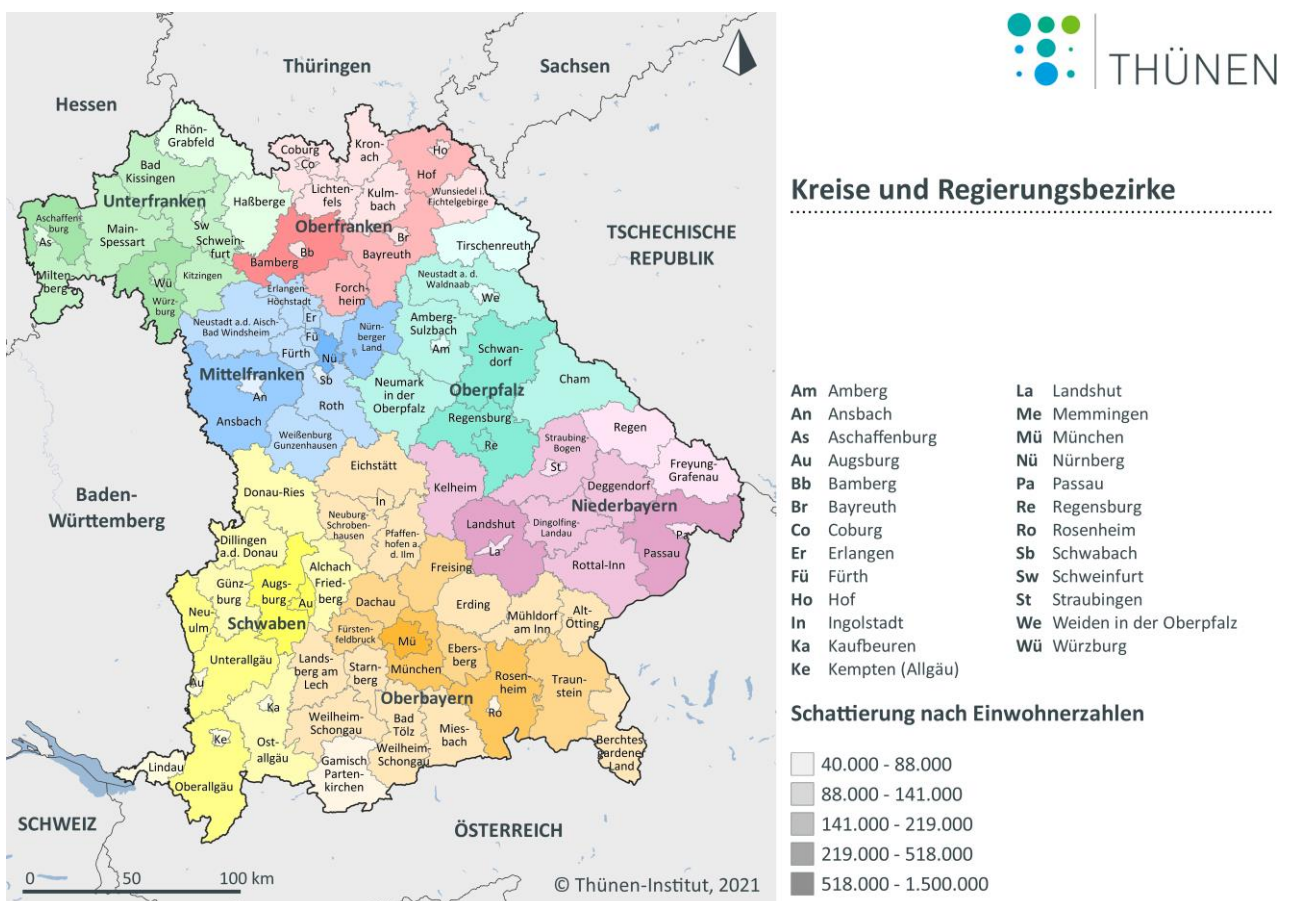 THÜNEN
Kreise und Regierungsbezirke
Thüringen
Sachsen
Hessen
TSCHECHISCHE
REPUBLIK
Baden-
Württemberg
SCHWEIZ
ÖSTERREICH
Rhön-
Grabfeld
Bad
Kissingen
Unterfranken
Haßberge
Aschaffens
burg
As
Main-
Spessart
Sw
Schwein-
furt
Milten-
berg
Wü
Würz-
burg
Kitzingen
Coburg
Co
Kron-
ach
Ho
Hof
Lichten-
fels
Kulm-
bach
Wunsiedel i.
Fichtelgebirge
Oberfranken
Bb
Bamberg
Br
Bayreuth
Forch-
heim
Tirschenreuth
Neustadt a. d.
Waldnaab
We
Erlangen-
Höchstadt
Neustadt a.d. Aisch-
Bad Windsheim
Er
Fü
Fürth
Nü
Nürn-
berger
Land
Mittelfranken
An
Ansbach
Sb
Roth
Weißenburg
Gunzenhausen
Amberg-
Sulzbach
Am
Schwan-
dorf
Neumark
in der
Oberpfalz
Oberpfalz
Cham
Regensburg
Re
Regen
Straubing-
Bogen
St
Freyung-
Grafenau
Deggendorf
Niederbayern
Kelheim
Landshut
La
Dingolfing-
Landau
Pa
Passau
Rottal-Inn
Eichstätt
In
Neuburg-
Schroben-
hausen
Pfaffen-
hofen a.
d. Ilm
Donau-Ries
Dillingen
a.d. Donau
Günz-
burg
Augs-
burg
Au
Alchach
Fried-
berg
Neu
ulm
Schwaben
Unterallgäu
Au
Ka
Ke
Ost-
allgäu
Lindau
Oberallgäu
Freising
Dachau
Erding
Mühldorf
am Inn
Alt-
Ötting
Fürsten-
feldbruck
Mü
München
Ebers-
berg
Lands-
berg am
Lech
Starn-
berg
Rosen-
heim
Ro
Traun-
stein
Oberbayern
Weilheim-
Schongau
Bad
Tölz
Weilheim-
Schongau
Mies-
bach
Gamisch
Parten-
kirchen
Berchtes
gardener
Land
0 50 100 km
© Thünen-Institut, 2021
Am Amberg
An Ansbach
As Aschaffenburg
Au Augsburg
Bb Bamberg
Br Bayreuth
Co Coburg
Er Erlangen
Fü Fürth
Ho Hof
In Ingolstadt
Ka Kaufbeuren
Ke Kempten (Allgäu)
La Landshut
Me Memmingen
Mü München
Nü Nürnberg
Pa Passau
Re Regensburg
Ro Rosenheim
Sb Schwabach
Sw Schweinfurt
St Straubingen
We Weiden in der Oberpfalz
Wü Würzburg
Schattierung nach Einwohnerzahlen
40.000 - 88.000
88.000 - 141.000
141.000 - 219.000
219.000 - 518.000
518.000 - 1.500.000